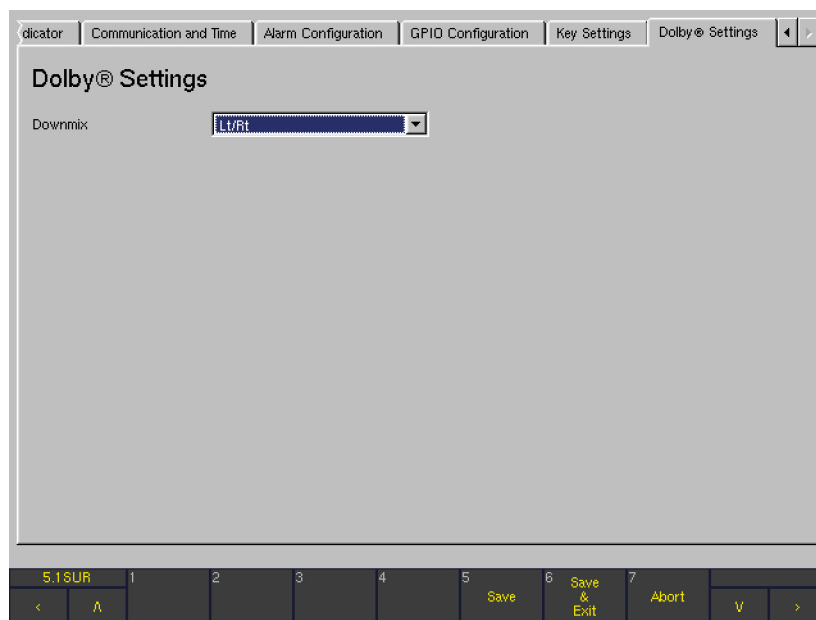 dicator Communication and Time Alarm Configuration GPIO Configuration Key Settings Dolby® Settings
Dolby® Settings
Downmix Lt/Rt
5.1SUR 1 2 3 4 5 Save 6 Save & Exit 7 Abort
< Λ V >